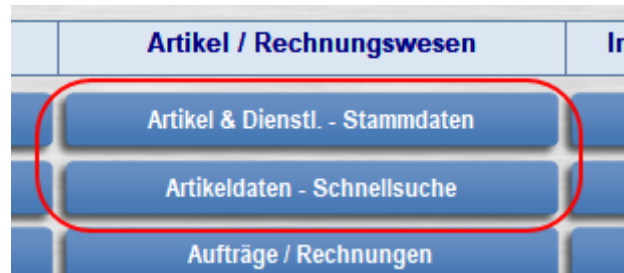 Artikel / Rechnungswesen
Artikel & Dienstl. - Stammdaten
Artikeldaten - Schnellsuche
Aufträge / Rechnungen